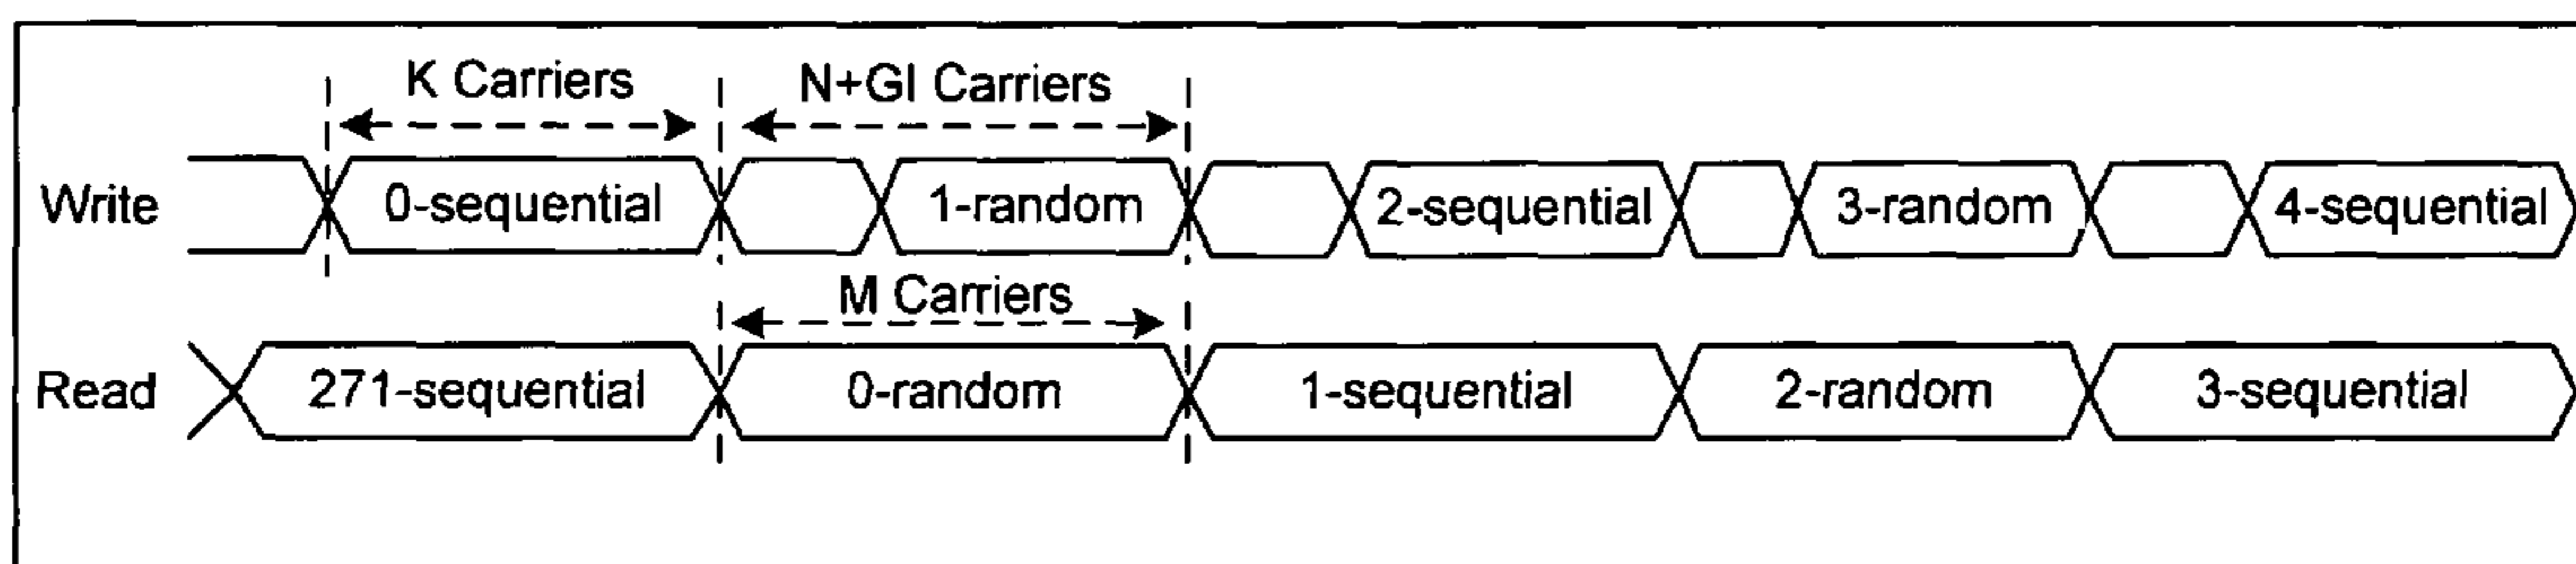 K Carriers N+GI Carriers
Write 0-sequential 1-random 2-sequential 3-random 4-sequential
M Carriers
Read 271-sequential 0-random 1-sequential 2-random 3-sequential